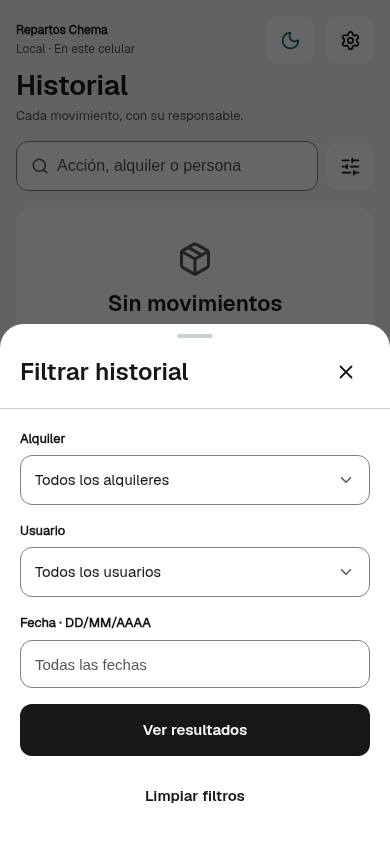 Repartos Chema
Local · En este celular
Historial
Cada movimiento, con su responsable.
Acción, alquiler o persona
Sin movimientos
Filtrar historial
Alquiler
Todos los alquileres
Usuario
Todos los usuarios
Fecha · DD/MM/AAAA
Todas las fechas
Ver resultados
Limpiar filtros